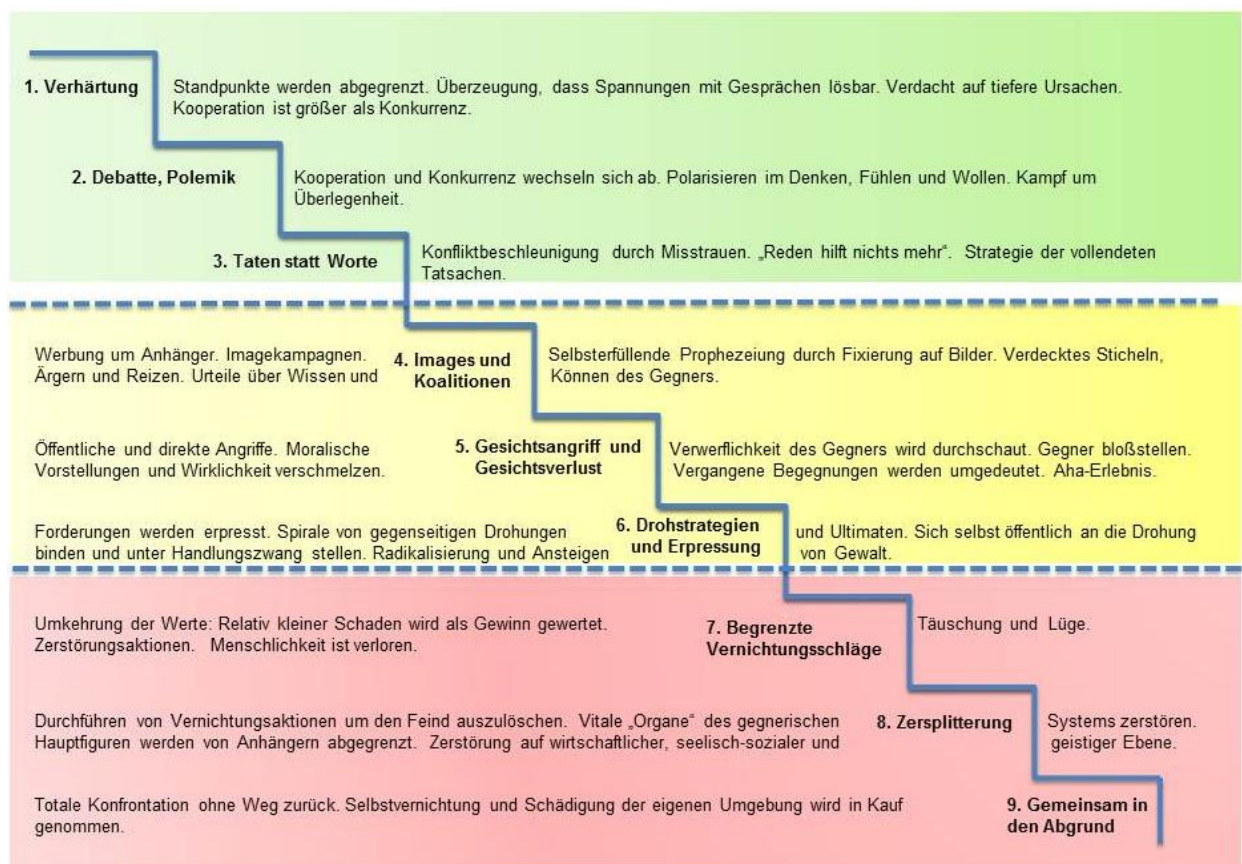 1. Verhärtung
Standpunkte werden abgegrenzt. Überzeugung, dass Spannungen mit Gesprächen lösbar. Verdacht auf tiefere Ursachen.
Kooperation ist größer als Konkurrenz.
2. Debatte, Polemik
Kooperation und Konkurrenz wechseln sich ab. Polarisieren im Denken, Fühlen und Wollen. Kampf um
Überlegenheit.
3. Taten statt Worte
Konfliktbeschleunigung durch Misstrauen. „Reden hilft nichts mehr“. Strategie der vollendeten
Tatsachen.
Werbung um Anhänger. Imagekampagnen. 4. Images und Selbsterfüllende Prophezeiung durch Fixierung auf Bilder. Verdecktes Sticheln,
Ärgern und Reizen. Urteile über Wissen und Koalitionen Können des Gegners.
Öffentliche und direkte Angriffe. Moralische 5. Gesichtsangriff und Verwerflichkeit des Gegners wird durchschaut. Gegner bloßstellen.
Vorstellungen und Wirklichkeit verschmelzen. Gesichtsverlust Vergangene Begegnungen werden umgedeutet. Aha-Erlebnis.
Forderungen werden erpresst. Spirale von gegenseitigen Drohungen 6. Drohstrategien und Ultimaten. Sich selbst öffentlich an die Drohung
binden und unter Handlungszwang stellen. Radikalisierung und Ansteigen und Erpressung von Gewalt.
Umkehrung der Werte: Relativ kleiner Schaden wird als Gewinn gewertet. 7. Begrenzte Täuschung und Lüge.
Zerstörungsaktionen. Menschlichkeit ist verloren. Vernichtungsschläge
Durchführen von Vernichtungsaktionen um den Feind auszulöschen. Vitale „Organe“ des gegnerischen 8. Zersplitterung Systems zerstören.
Hauptfiguren werden von Anhängern abgegrenzt. Zerstörung auf wirtschaftlicher, seelisch-sozialer und geistiger Ebene.
Totale Konfrontation ohne Weg zurück. Selbstvernichtung und Schädigung der eigenen Umgebung wird in Kauf 9. Gemeinsam in
genommen. den Abgrund